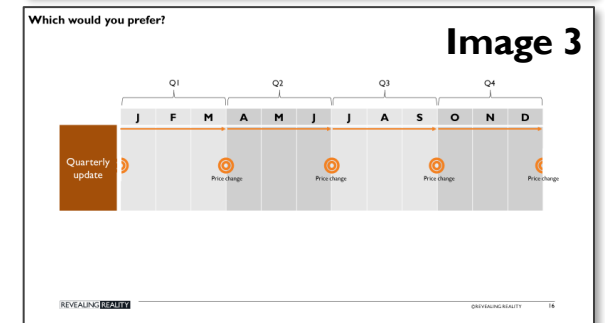 Which would you prefer?
Image 3
Q1 Q2 Q3 Q4
J F M A M J J A S O N D
Quarterly
update
Price change Price change Price change Price change
REVEALING REALITY
©REVEALING REALITY 16